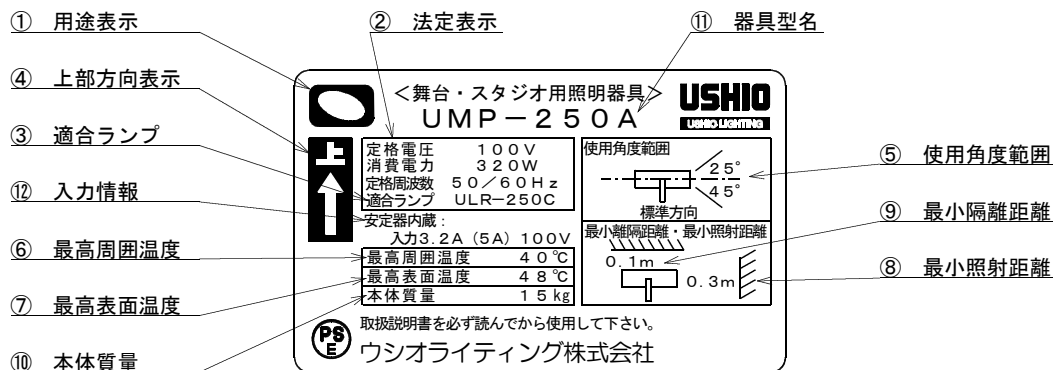 ① 用途表示
② 法定表示
⑪ 器具型名
④ 上部方向表示
③ 適合ランプ
⑫ 入力情報
⑥ 最高周囲温度
⑦ 最高表面温度
⑩ 本体質量
<舞台・スタジオ用照明器具>
UMP-250A
USHIO
USHIO LIGHTING
上
定格電圧 100V
消費電力 320W
定格周波数 50/60Hz
適合ランプ ULR-250C
安定器内蔵:
入力3.2A (5A) 100V
最高周囲温度 40℃
最高表面温度 48℃
本体質量 15kg
使用角度範囲
25°
45°
標準方向
最小離隔距離・最小照射距離
0.1m
0.3m
PS
E
取扱説明書を必ず読んでから使用して下さい。
ウシオライティング株式会社
⑤ 使用角度範囲
⑨ 最小隔離距離
⑧ 最小照射距離